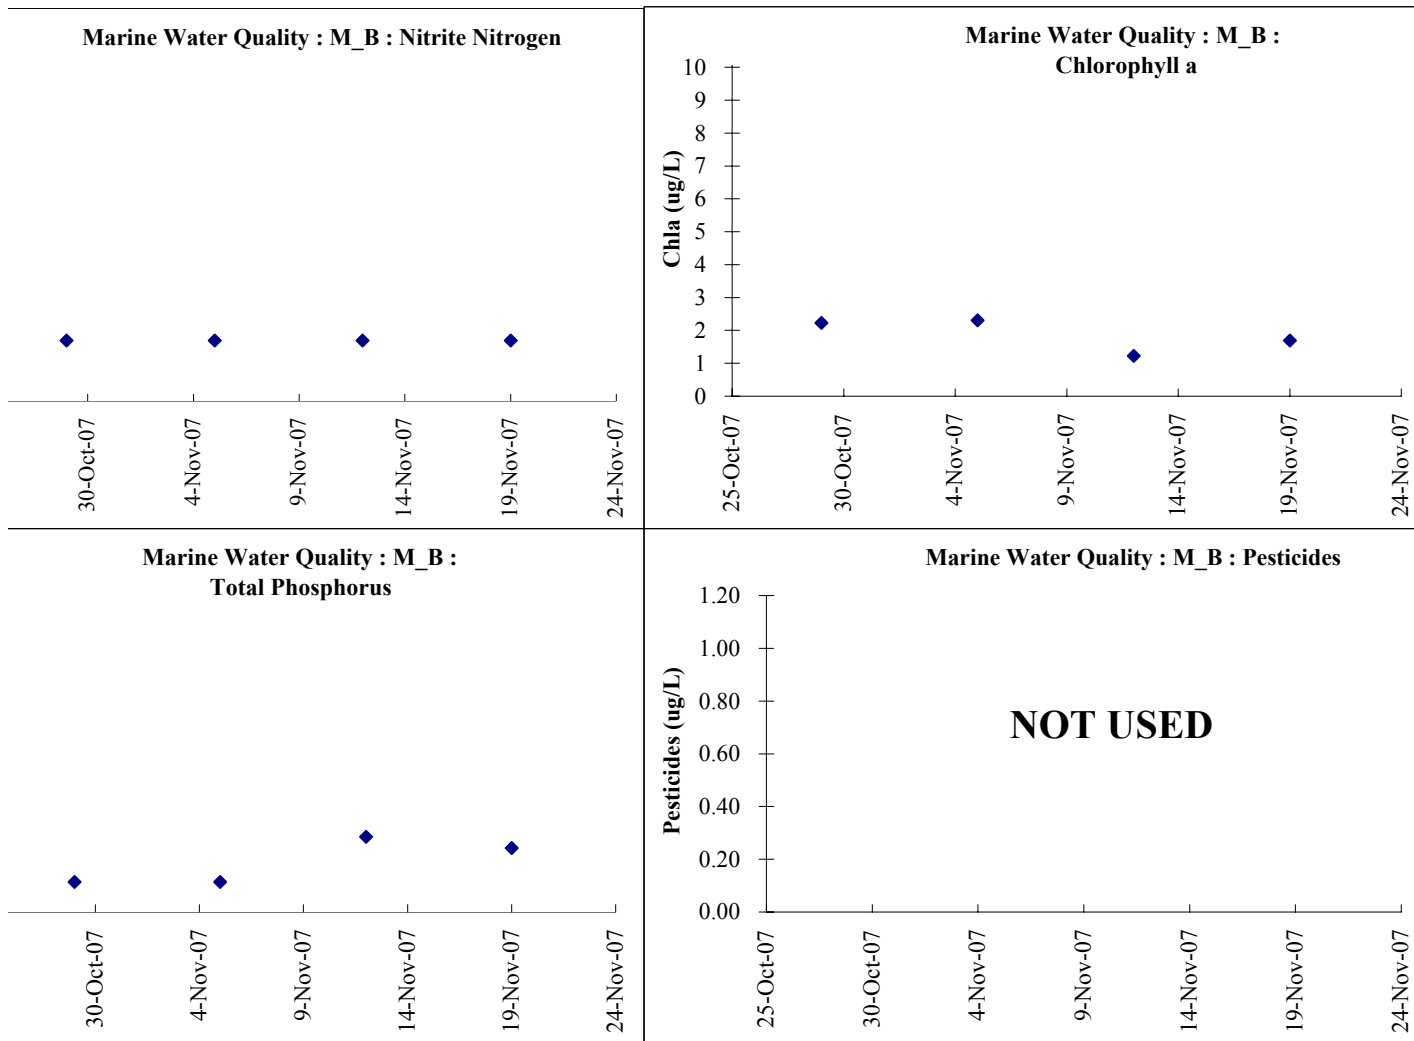 Marine Water Quality : M_B : Nitrite Nitrogen
30-Oct-07
4-Nov-07
9-Nov-07
14-Nov-07
19-Nov-07
24-Nov-07
Marine Water Quality : M_B :
Chlorophyll a
Chla (ug/L)
10
9
8
7
6
5
4
3
2
1
0
25-Oct-07
30-Oct-07
4-Nov-07
9-Nov-07
14-Nov-07
19-Nov-07
24-Nov-07
Marine Water Quality : M_B :
Total Phosphorus
30-Oct-07
4-Nov-07
9-Nov-07
14-Nov-07
19-Nov-07
24-Nov-07
Marine Water Quality : M_B : Pesticides
Pesticides (ug/L)
1.20
1.00
0.80
0.60
0.40
0.20
0.00
NOT USED
25-Oct-07
30-Oct-07
4-Nov-07
9-Nov-07
14-Nov-07
19-Nov-07
24-Nov-07